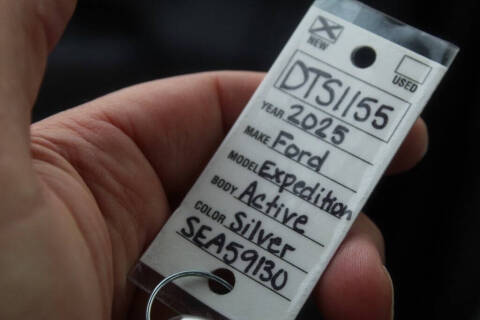 NEW USED
DTS1155
YEAR 2025
MAKE Ford
MODEL Expedition
BODY Active
COLOR Silver
SEA59130